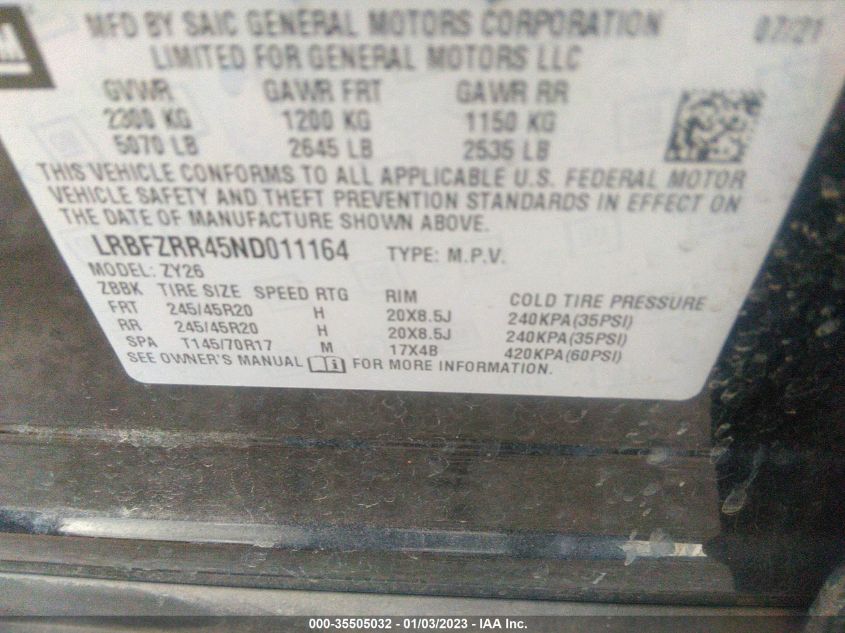 M
MFD BY SAIC GENERAL MOTORS CORPORATION 07/21
LIMITED FOR GENERAL MOTORS LLC
GVWR GAWR FRT GAWR RR
2300 KG 1200 KG 1150 KG
5070 LB 2645 LB 2535 LB
THIS VEHICLE CONFORMS TO ALL APPLICABLE U.S. FEDERAL MOTOR
VEHICLE SAFETY AND THEFT PREVENTION STANDARDS IN EFFECT ON
THE DATE OF MANUFACTURE SHOWN ABOVE.
LRBFZRR45ND011164 TYPE: M.P.V.
MODEL: ZY26
ZBBK TIRE SIZE SPEED RTG RIM COLD TIRE PRESSURE
FRT 245/45R20 H 20X8.5J 240KPA(35PSI)
RR 245/45R20 H 20X8.5J 240KPA(35PSI)
SPA T145/70R17 M 17X4B 420KPA(60PSI)
SEE OWNER'S MANUAL FOR MORE INFORMATION
000-35505032 - 01/03/2023 - IAA Inc.